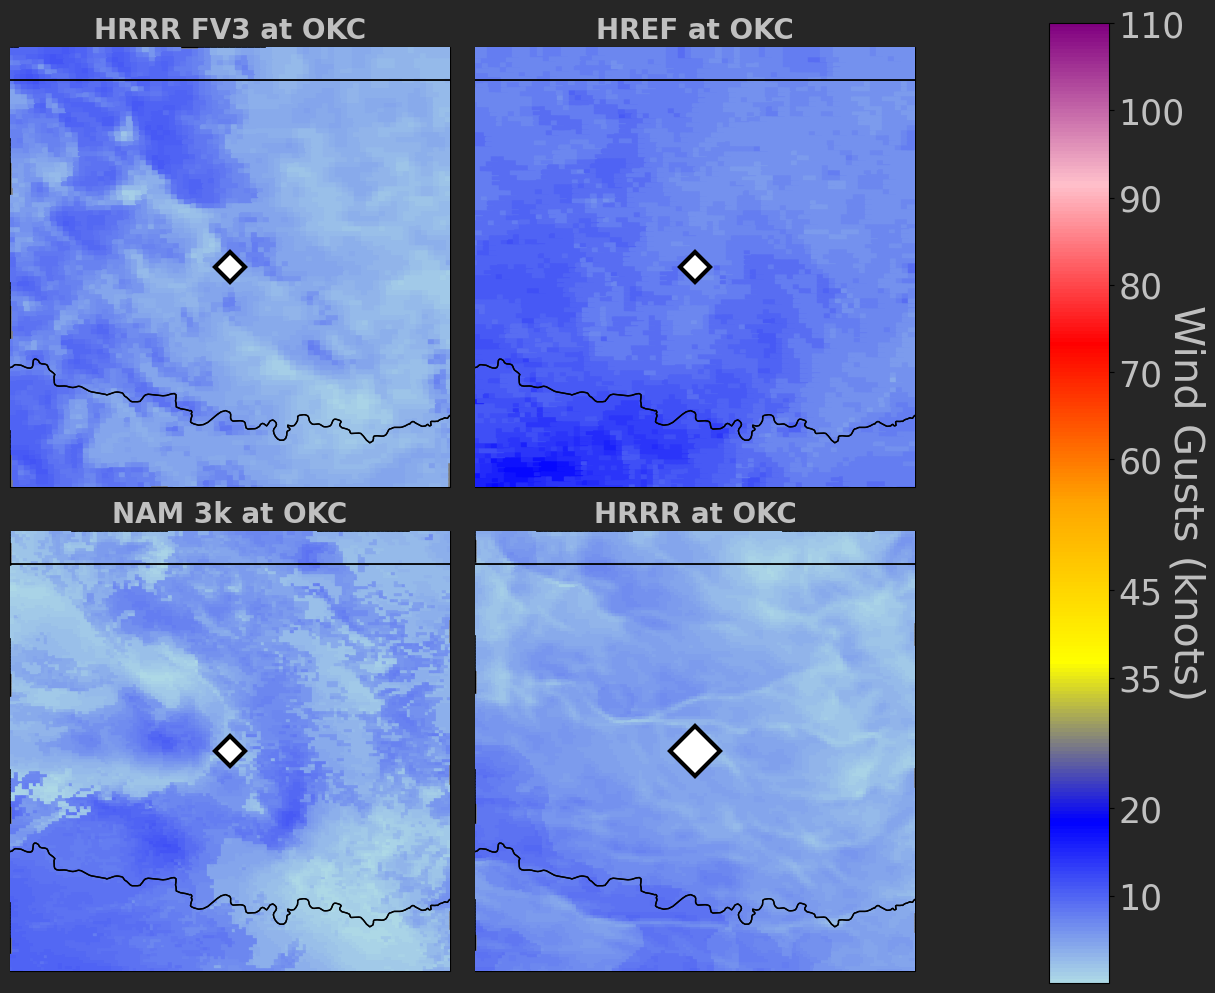 HRRR FV3 at OKC
HREF at OKC
NAM 3k at OKC
HRRR at OKC
110
100
90
80
70
60
45
35
20
10
Wind Gusts (knots)